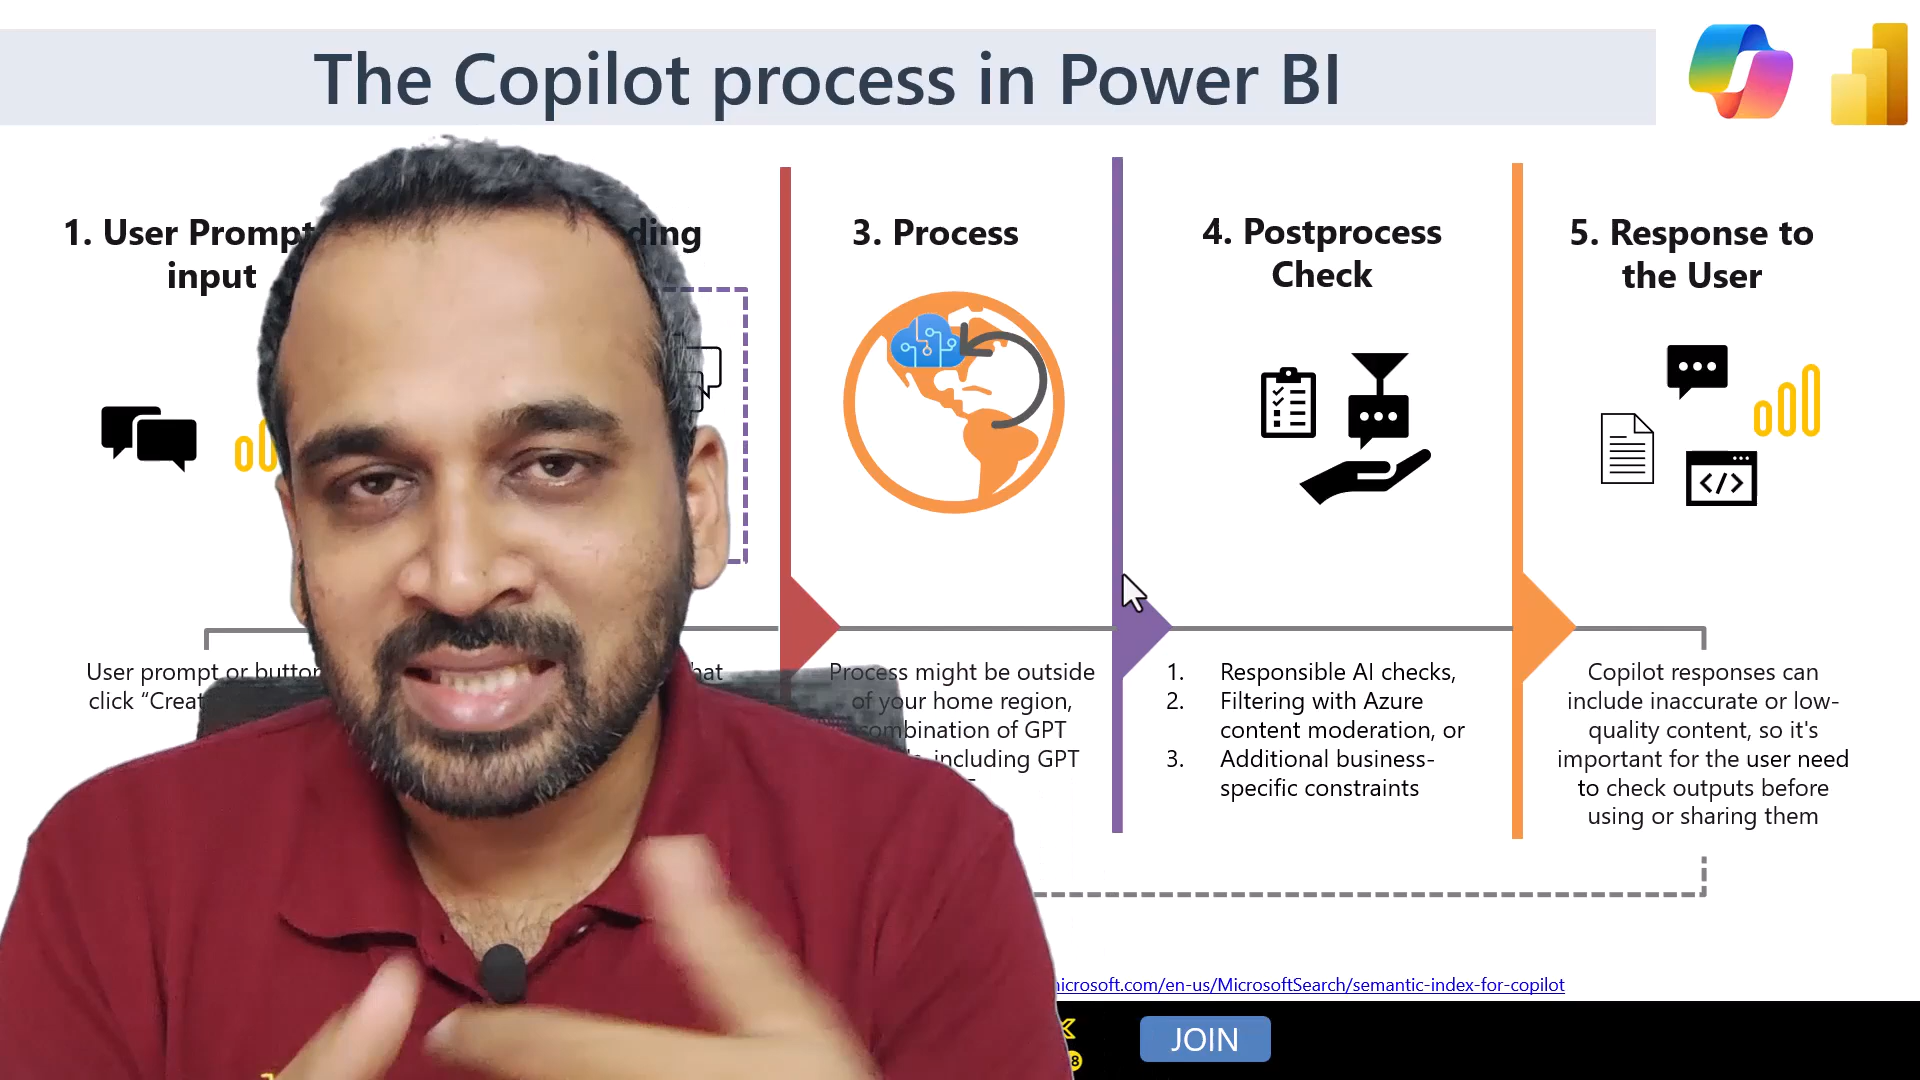 The Copilot process in Power BI
1. User Prompt
input
ding
3. Process
4. Postprocess
Check
5. Response to
the User
User prompt or button
click “Creat
hat
Process might be outside
of your home region,
combination of GPT
including GPT
1. Responsible AI checks,
2. Filtering with Azure
content moderation, or
3. Additional business-
specific constraints
Copilot responses can
include inaccurate or low-
quality content, so it's
important for the user need
to check outputs before
using or sharing them
microsoft.com/en-us/MicrosoftSearch/semantic-index-for-copilot
JOIN